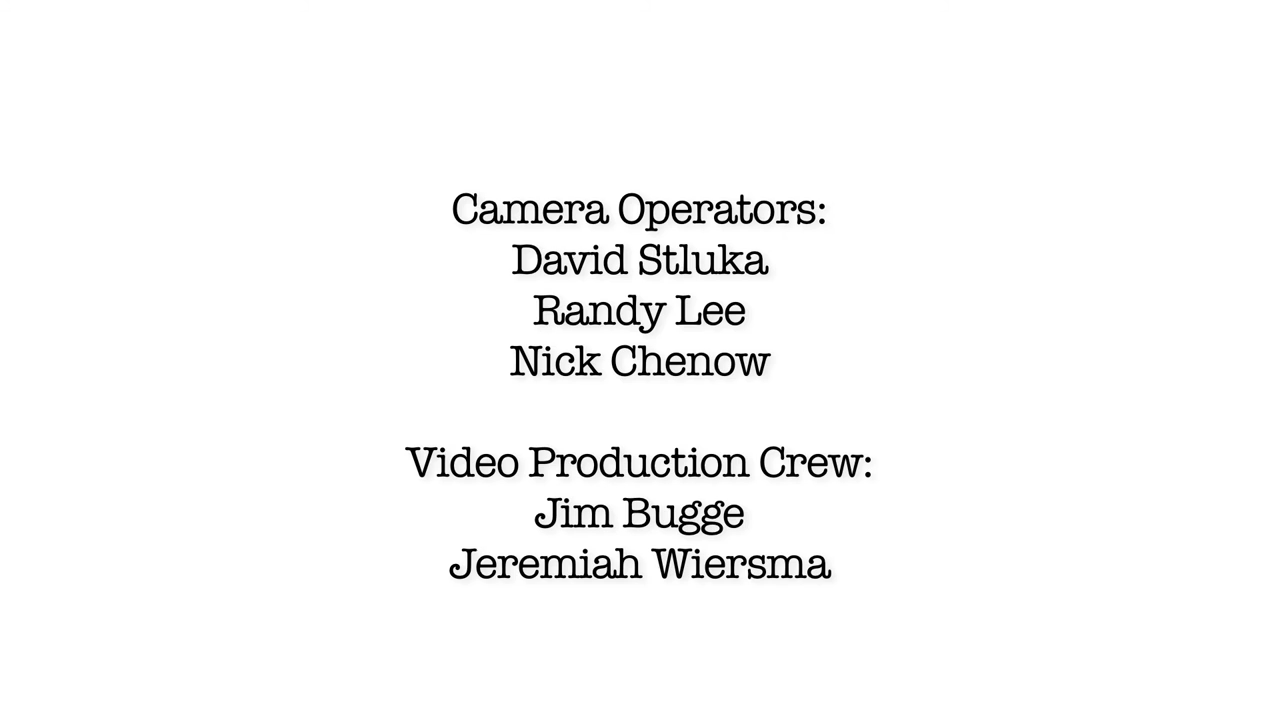 Camera Operators:
David Stluka
Randy Lee
Nick Chenow
Video Production Crew:
Jim Bugge
Jeremiah Wiersma